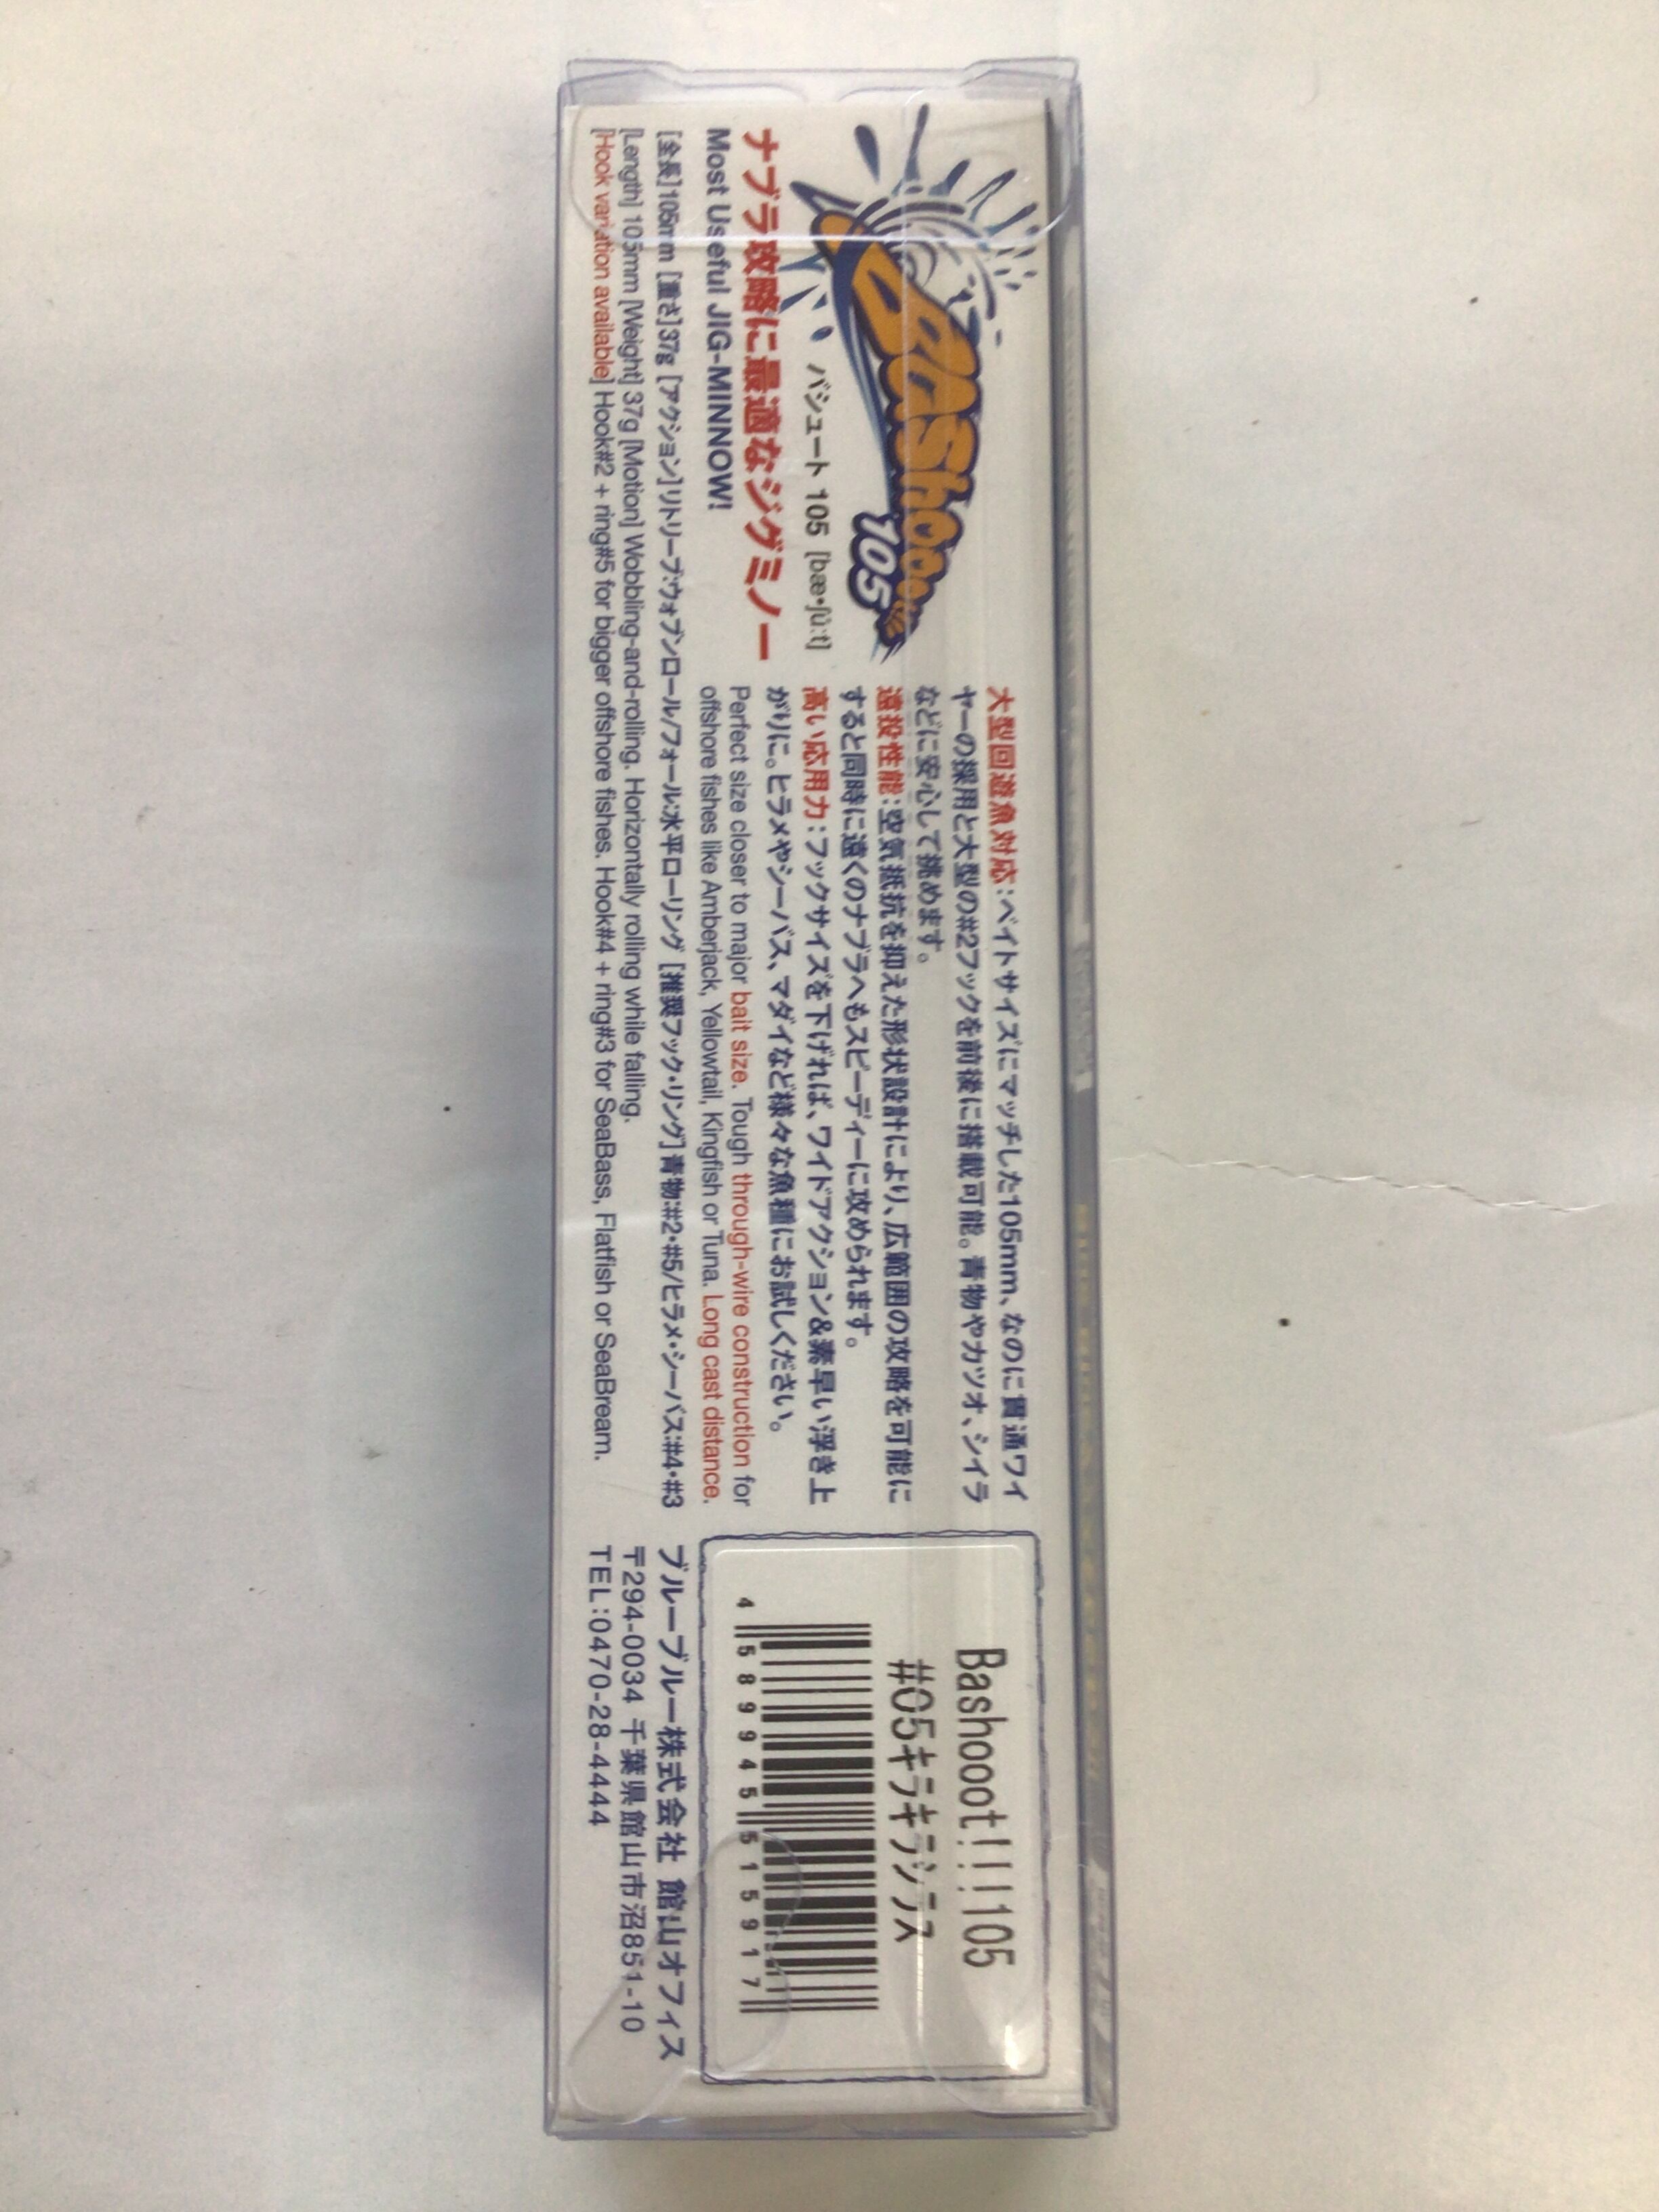 BAShooot!!!
105
バシュート 105 [bæ•ʃúːt]
ナブラ攻略に最適なジグミノー
Most Useful JIG-MINNOW!
大型回遊魚対応：ベイトサイズにマッチした105mm、なのに貫通ワイ
ヤーの採用と大型の#2フックを前後に搭載可能。青物やカツオ、シイラ
などに安心して挑めます。
遠投性能：空気抵抗を抑えた形状設計により、広範囲の攻略を可能に
すると同時に遠くのナブラへもスピーディーに攻められます。
高い応用力：フックサイズを下げれば、ワイドアクション&素早い浮き上
がりに。ヒラメやシーバス、マダイなど様々な魚種にお試しください。
Perfect size closer to major bait size. Tough through-wire construction for
offshore fishes like Amberjack, Yellowtail, Kingfish or Tuna. Long cast distance.
[全長]105mm [重さ]37g [アクション]リトリーブ:ウォブンロール/フォール:水平ローリング [推奨フック・リング]青物:#2・#5/ヒラメ・シーバス:#4・#3
[Length] 105mm [Weight] 37g [Motion] Wobbling-and-rolling. Horizontally rolling while falling.
[Hook variation available] Hook#2 + ring#5 for bigger offshore fishes. Hook#4 + ring#3 for SeaBass, Flatfish or SeaBream.
Bashooot!!!105
#05キラキラシラス
4 589945 515917
ブルーブルー株式会社 館山オフィス
〒294-0034 千葉県館山市沼851-10
TEL:0470-28-4444